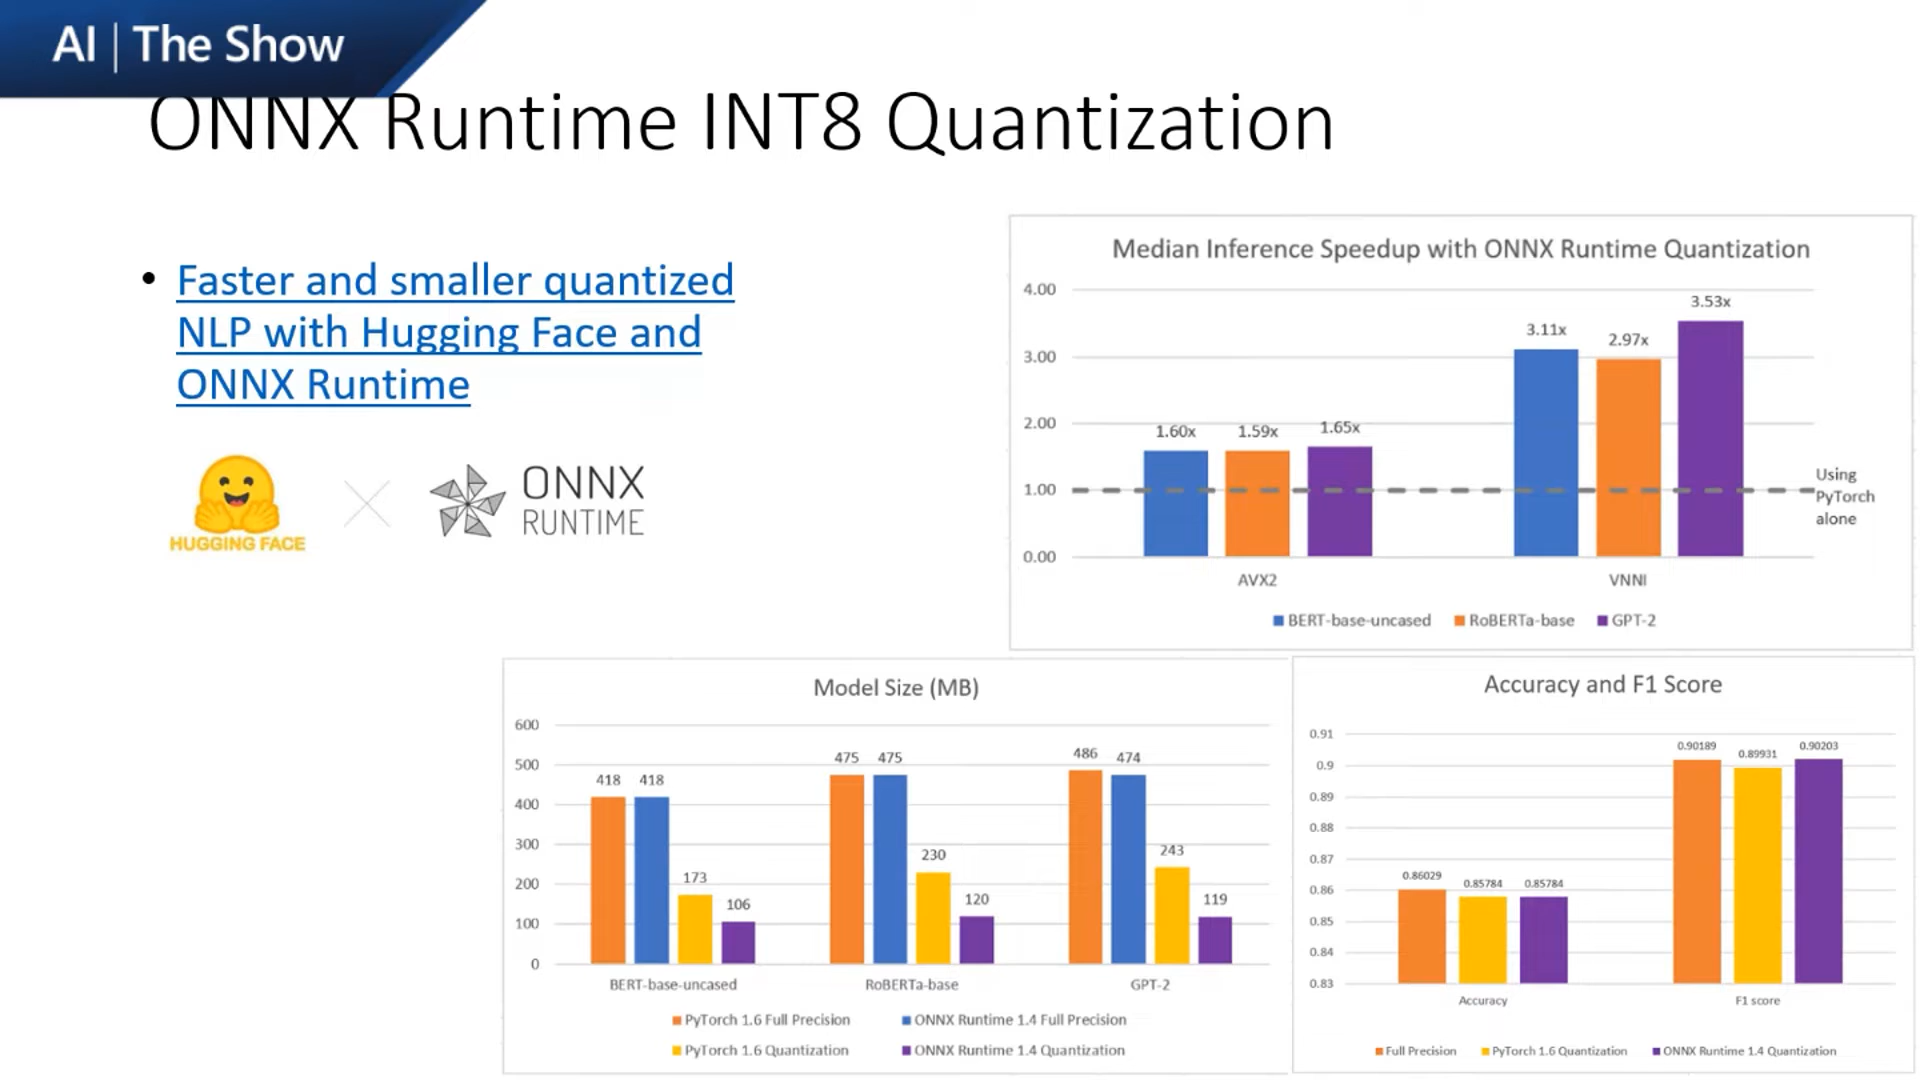 AI | The Show
ONNX Runtime INT8 Quantization
• Faster and smaller quantized
NLP with Hugging Face and
ONNX Runtime
HUGGING FACE
ONNX
RUNTIME
Median Inference Speedup with ONNX Runtime Quantization
4.00
3.00
2.00
1.00
0.00
1.60x
1.59x
1.65x
3.11x
2.97x
3.53x
Using
PyTorch
alone
AVX2
VNNI
BERT-base-uncased
RoBERTa-base
GPT-2
Model Size (MB)
600
500
400
300
200
100
0
418
418
173
106
475
475
230
120
486
474
243
119
BERT-base-uncased
RoBERTa-base
GPT-2
PyTorch 1.6 Full Precision
ONNX Runtime 1.4 Full Precision
PyTorch 1.6 Quantization
ONNX Runtime 1.4 Quantization
Accuracy and F1 Score
0.91
0.9
0.89
0.88
0.87
0.86
0.85
0.84
0.83
0.86029
0.85784
0.85784
0.90189
0.89931
0.90203
Accuracy
F1 score
Full Precision
PyTorch 1.6 Quantization
ONNX Runtime 1.4 Quantization